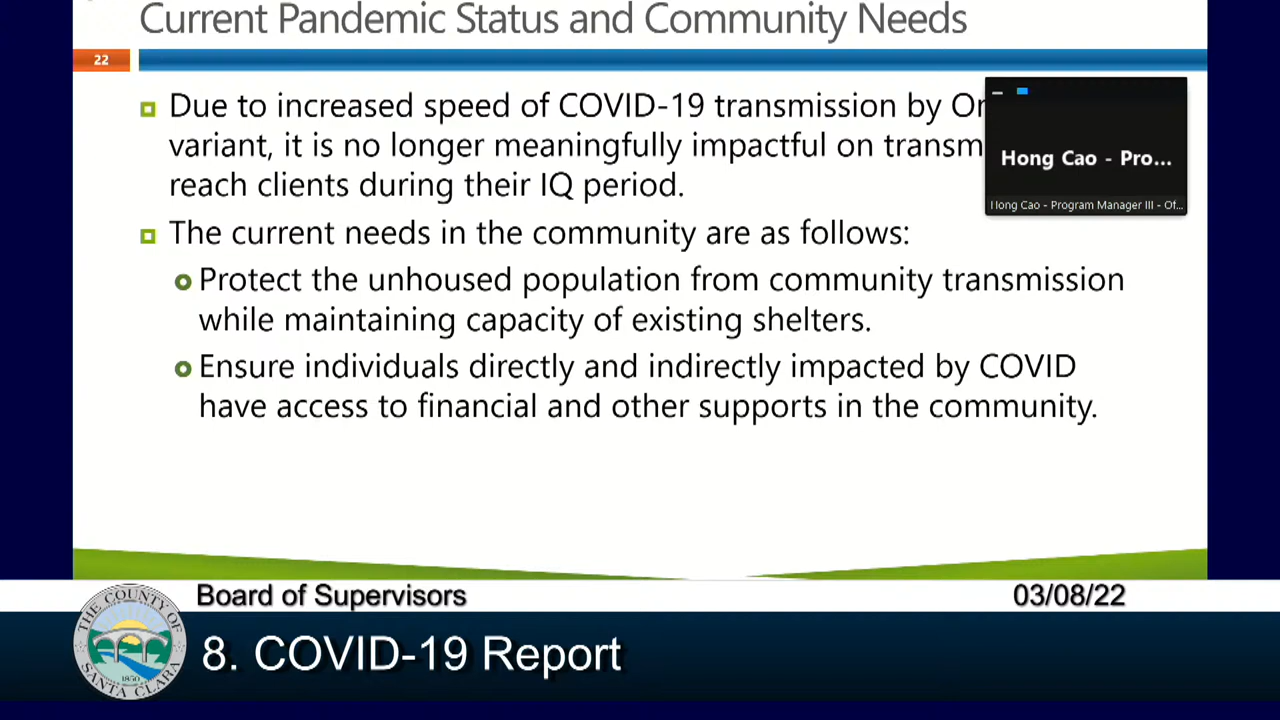 Current Pandemic Status and Community Needs
22
Due to increased speed of COVID-19 transmission by
variant, it is no longer meaningfully impactful on
reach clients during their IQ period.
The current needs in the community are as follows:
Protect the unhoused population from community transmission
while maintaining capacity of existing shelters.
Ensure individuals directly and indirectly impacted by COVID
have access to financial and other supports in the community.
Hong Cao - Pro...
Hong Cao - Program Manager III - Of...
Board of Supervisors
03/08/22
8. COVID-19 Report
THE COUNTY OF
SANTA CLARA
1850